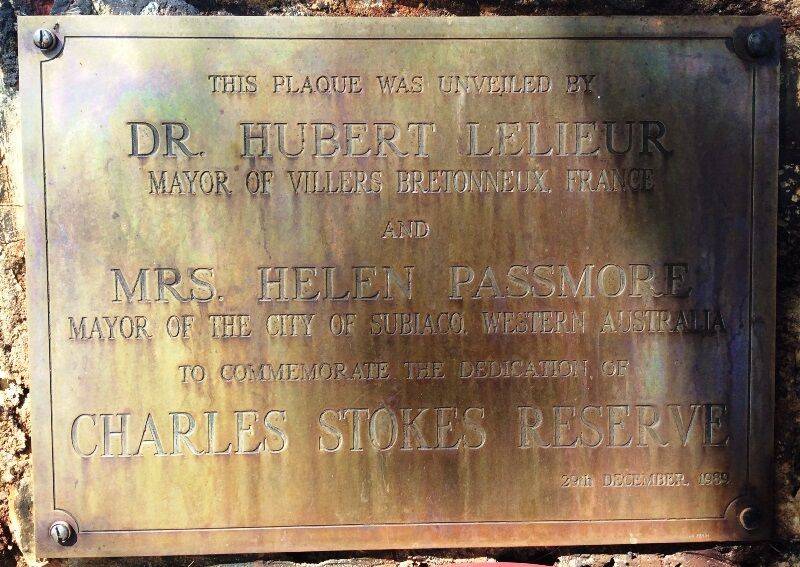 THIS PLAQUE WAS UNVEILED BY
DR. HUBERT LELIEUR
MAYOR OF VILLERS BRETONNEUX, FRANCE
AND
MRS. HELEN PASSMORE
MAYOR OF THE CITY OF SUBIACO, WESTERN AUSTRALIA
TO COMMEMORATE THE DEDICATION OF
CHARLES STOKES RESERVE
29th DECEMBER, 1989